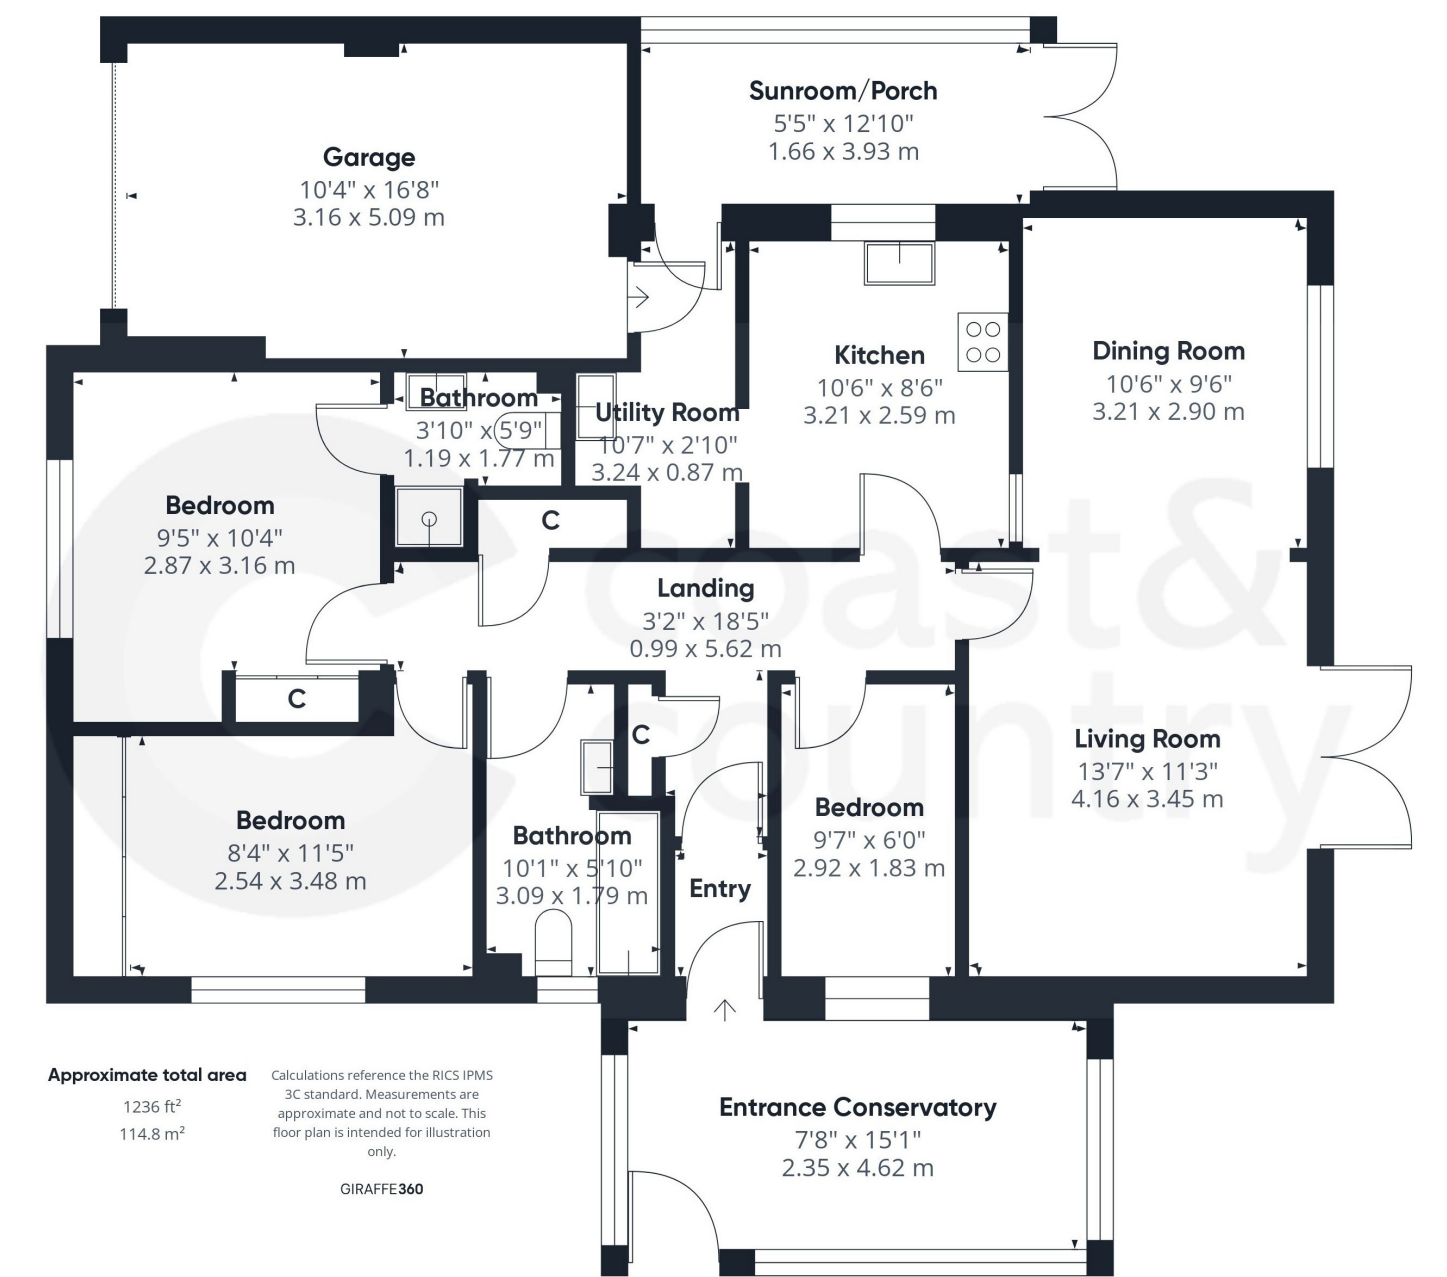 Sunroom/Porch
5'5" x 12'10"
1.66 x 3.93 m
Garage
10'4" x 16'8"
3.16 x 5.09 m
Kitchen
10'6" x 8'6"
3.21 x 2.59 m
Dining Room
10'6" x 9'6"
3.21 x 2.90 m
Bathroom
3'10" x 5'9"
1.19 x 1.77 m
Utility Room
10'7" x 2'10"
3.24 x 0.87 m
Bedroom
9'5" x 10'4"
2.87 x 3.16 m
C
Landing
3'2" x 18'5"
0.99 x 5.62 m
coast&
country
C
C
Living Room
13'7" x 11'3"
4.16 x 3.45 m
Bedroom
8'4" x 11'5"
2.54 x 3.48 m
Bathroom
10'1" x 5'10"
3.09 x 1.79 m
Bedroom
9'7" x 6'0"
2.92 x 1.83 m
Entry
Entrance Conservatory
7'8" x 15'1"
2.35 x 4.62 m
Approximate total area
1236 ft²
114.8 m²
Calculations reference the RICS IPMS
3C standard. Measurements are
approximate and not to scale. This
floor plan is intended for illustration
only.
GIRAFFE360